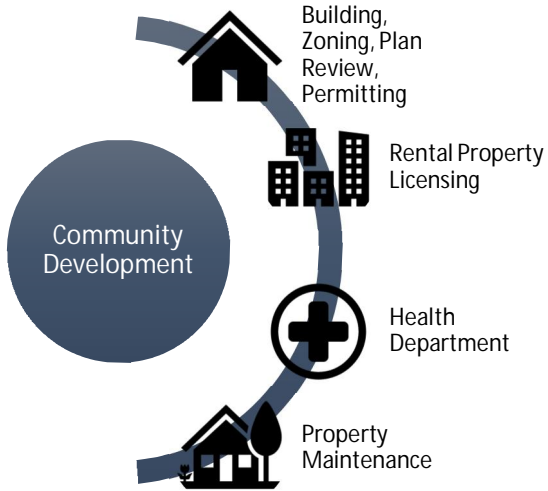 Building,
Zoning, Plan
Review,
Permitting
Rental Property
Licensing
Community
Development
Health
Department
Property
Maintenance